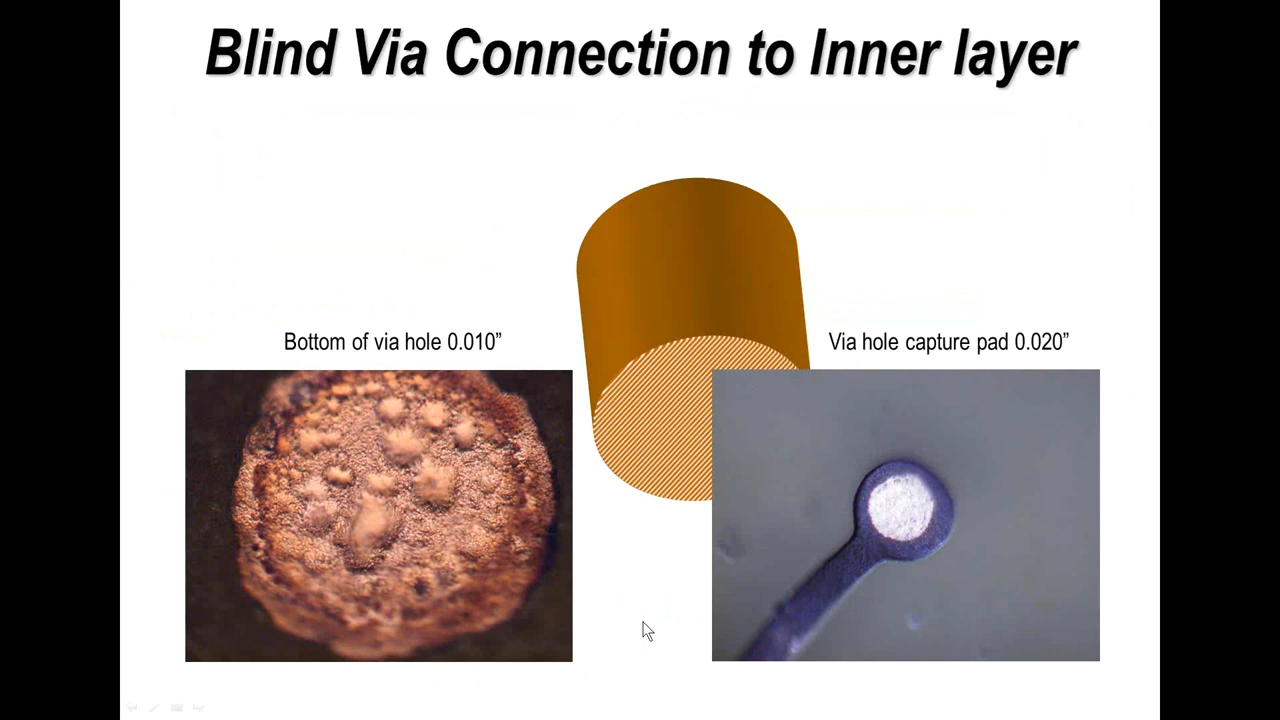 Blind Via Connection to Inner layer
Bottom of via hole 0.010”
Via hole capture pad 0.020”